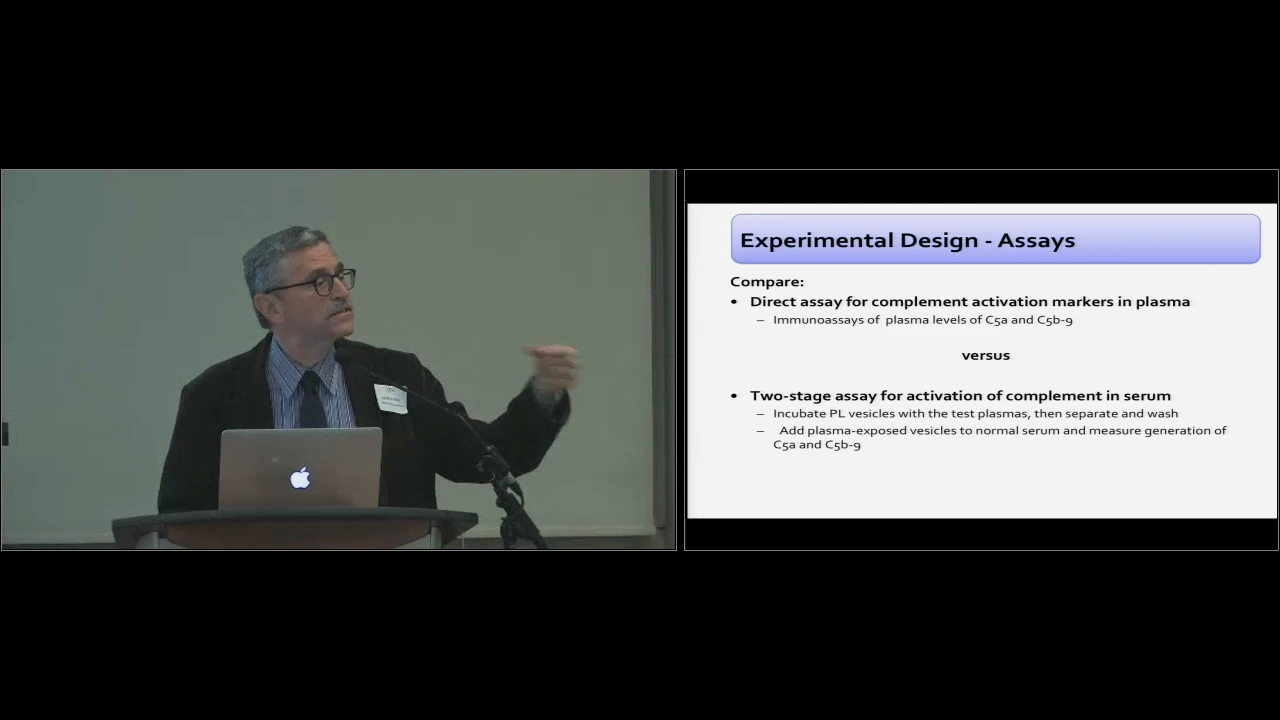 Experimental Design - Assays
Compare:
• Direct assay for complement activation markers in plasma
– Immunoassays of plasma levels of C5a and C5b-9
versus
• Two-stage assay for activation of complement in serum
– Incubate PL vesicles with the test plasmas, then separate and wash
– Add plasma-exposed vesicles to normal serum and measure generation of
C5a and C5b-9